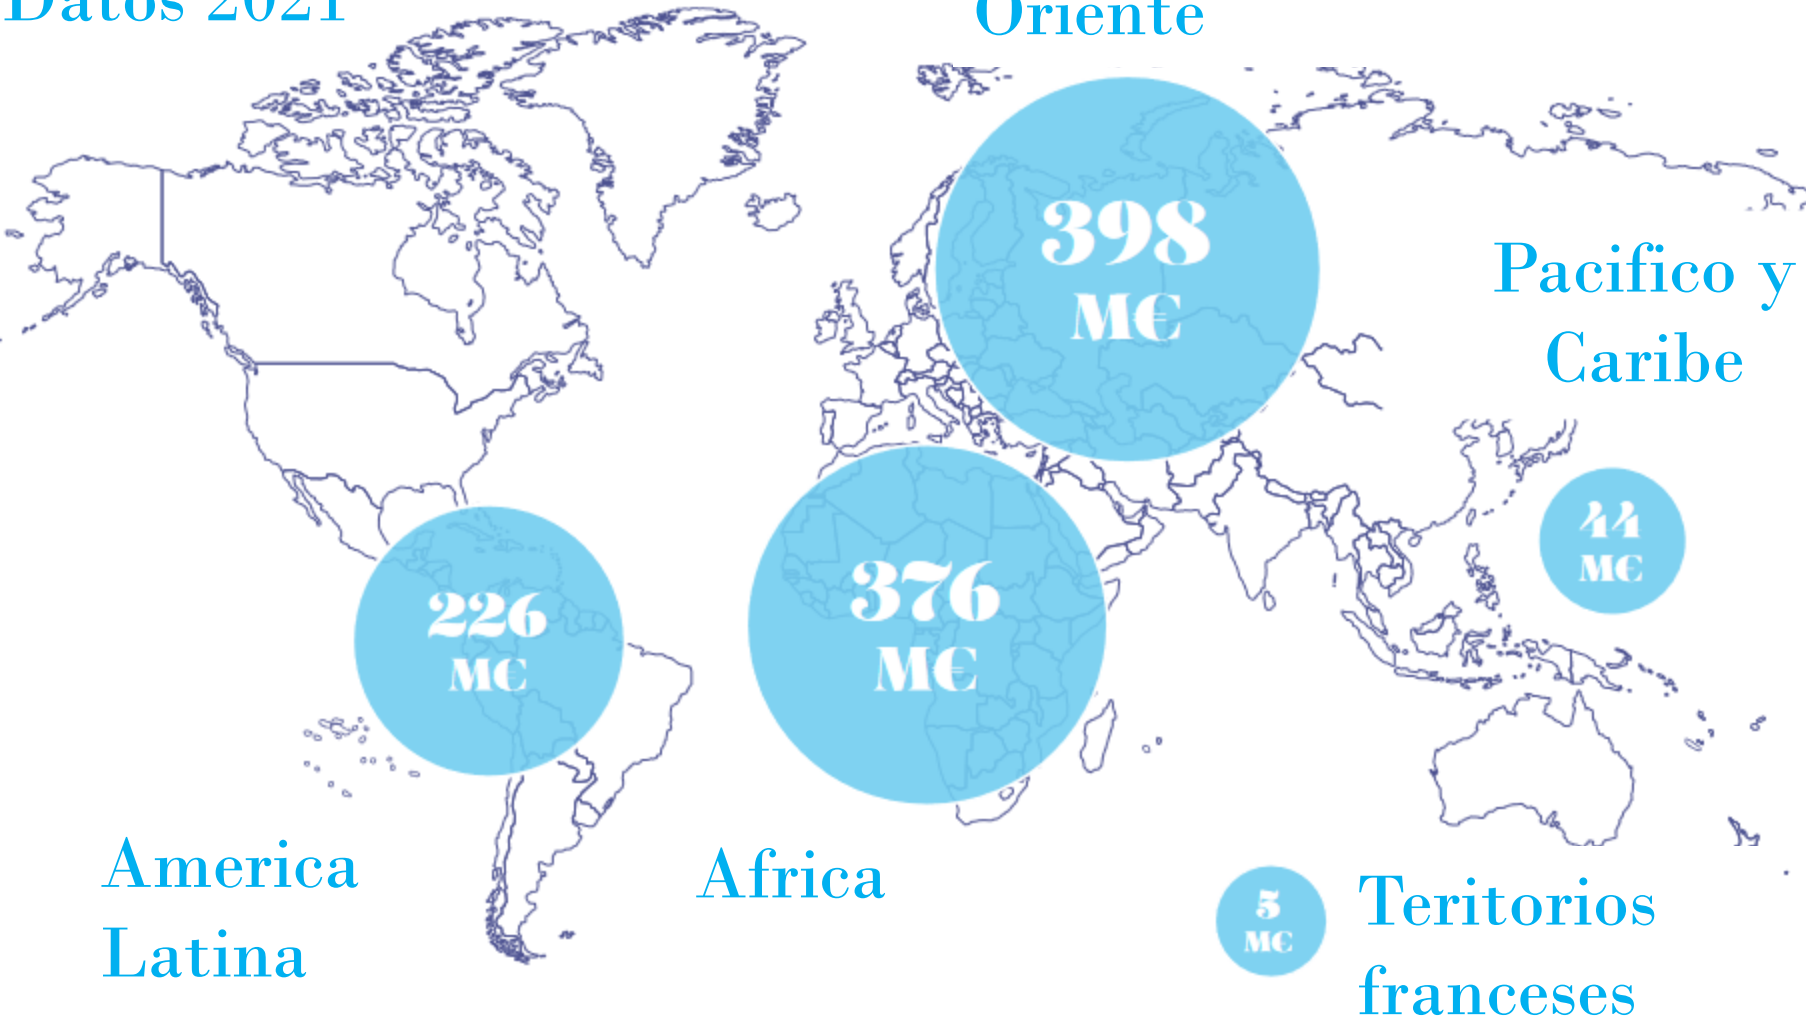 Datos 2021
Oriente
398
M€
Pacifico y
Caribe
44
M€
376
M€
226
M€
America
Latina
Africa
5
M€
Teritorios
franceses